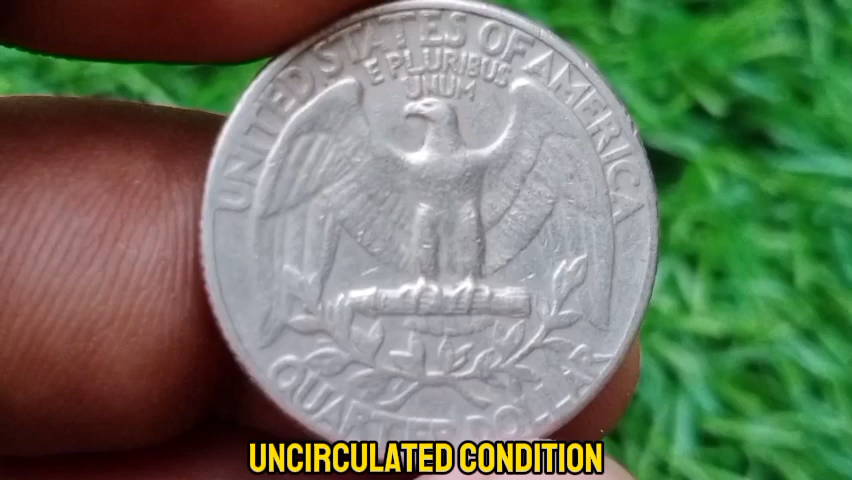 UNITED STATES OF AMERICA
E PLURIBUS
UNUM
QUARTER DOLLAR
UNCIRCULATED CONDITION